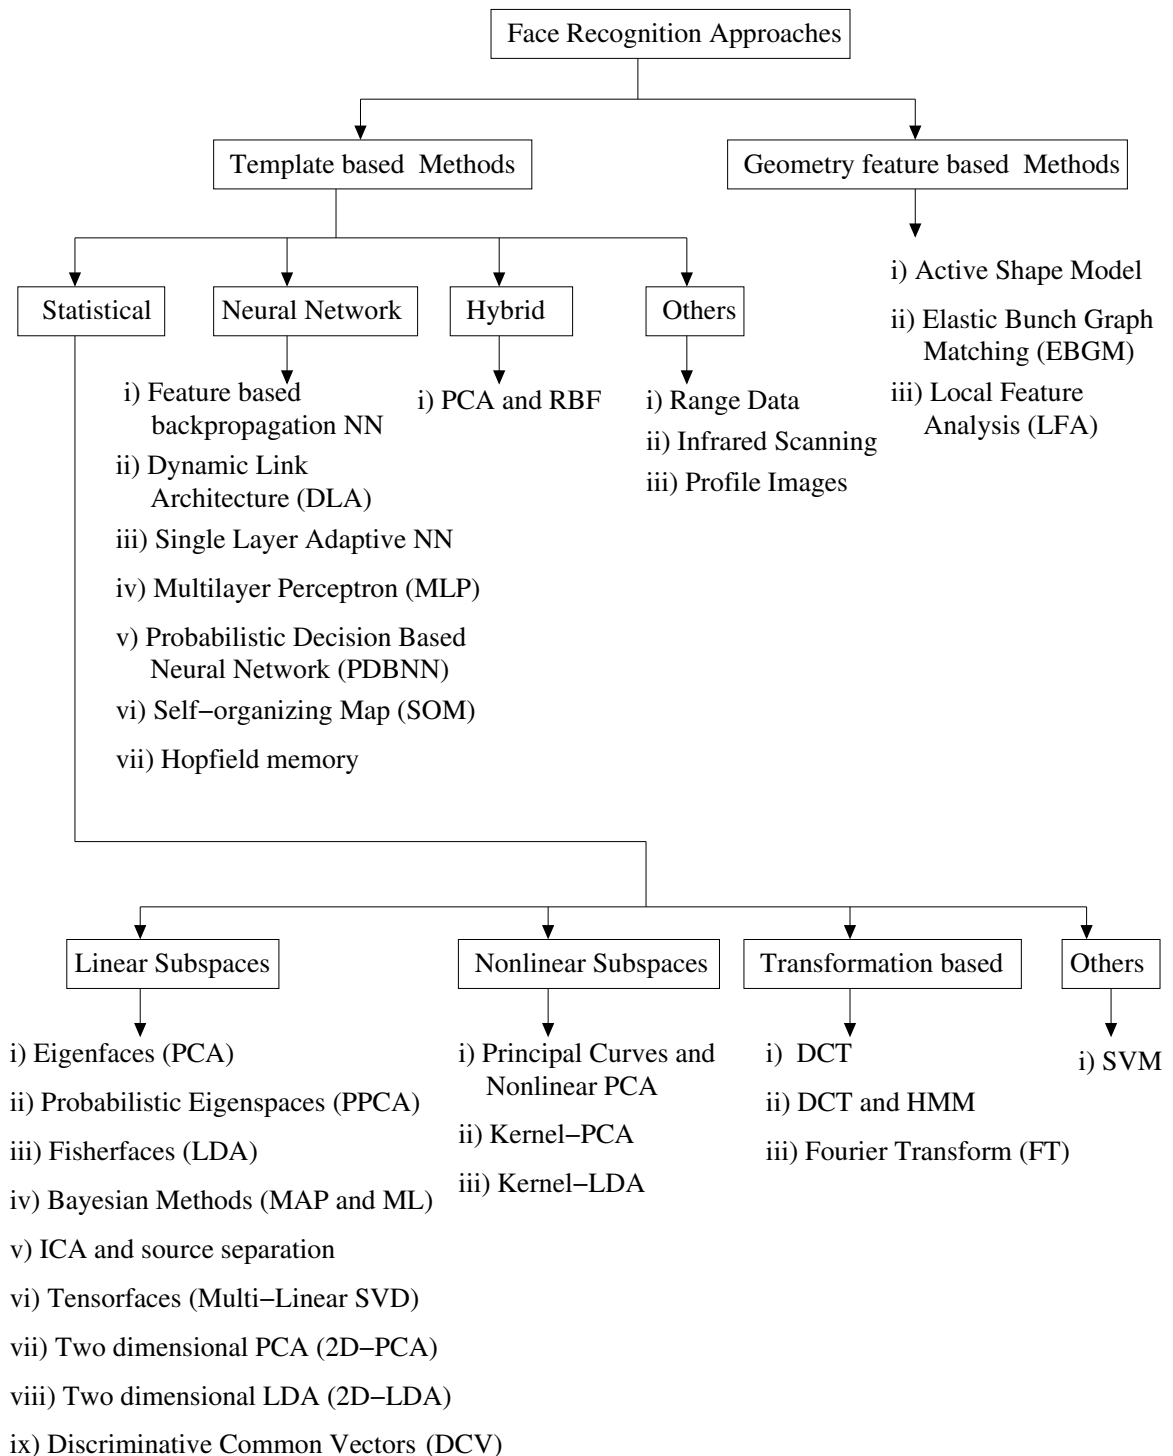 Face Recognition Approaches
Template based Methods
Geometry feature based Methods
i) Active Shape Model
ii) Elastic Bunch Graph
Matching (EBGM)
iii) Local Feature
Analysis (LFA)
Statistical
Neural Network
Hybrid
Others
i) Feature based
backpropagation NN
ii) Dynamic Link
Architecture (DLA)
iii) Single Layer Adaptive NN
iv) Multilayer Perceptron (MLP)
v) Probabilistic Decision Based
Neural Network (PDBNN)
vi) Self−organizing Map (SOM)
vii) Hopfield memory
i) PCA and RBF
i) Range Data
ii) Infrared Scanning
iii) Profile Images
Linear Subspaces
Nonlinear Subspaces
Transformation based
Others
i) Eigenfaces (PCA)
ii) Probabilistic Eigenspaces (PPCA)
iii) Fisherfaces (LDA)
iv) Bayesian Methods (MAP and ML)
v) ICA and source separation
vi) Tensorfaces (Multi−Linear SVD)
vii) Two dimensional PCA (2D−PCA)
viii) Two dimensional LDA (2D−LDA)
ix) Discriminative Common Vectors (DCV)
i) Principal Curves and
Nonlinear PCA
ii) Kernel−PCA
iii) Kernel−LDA
i) DCT
ii) DCT and HMM
iii) Fourier Transform (FT)
i) SVM